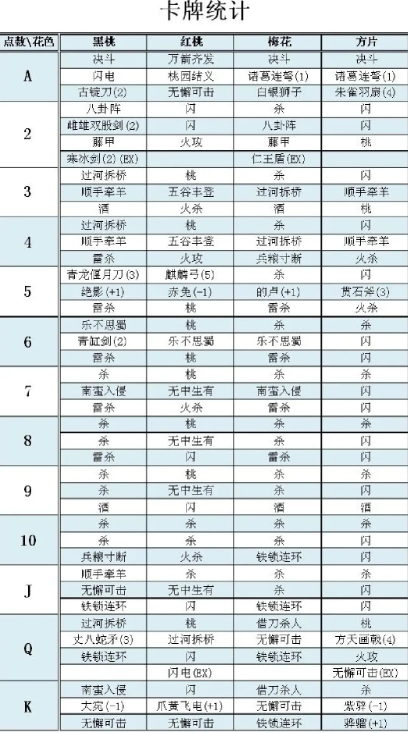 卡牌统计
点数\花色 黑桃 红桃 梅花 方片
A
决斗 万箭齐发 决斗 决斗
闪电 桃园结义 诸葛连弩(1) 诸葛连弩(1)
古锭刀(2) 无懈可击 白银狮子 朱雀羽扇(4)
2
八卦阵 闪 杀 闪
雌雄双股剑(2) 闪 八卦阵 闪
藤甲 火攻 藤甲 桃
寒冰剑(2)(EX) 仁王盾(EX)
3
过河拆桥 桃 杀 闪
顺手牵羊 五谷丰登 过河拆桥 顺手牵羊
酒 火杀 酒 桃
4
过河拆桥 桃 杀 闪
顺手牵羊 五谷丰登 过河拆桥 顺手牵羊
雷杀 火攻 兵粮寸断 火杀
5
青龙偃月刀(3) 麒麟弓(5) 杀 闪
绝影(+1) 赤兔(-1) 的卢(+1) 贯石斧(3)
雷杀 桃 雷杀 火杀
6
乐不思蜀 桃 杀 杀
青缸剑(2) 乐不思蜀 乐不思蜀 闪
雷杀 桃 雷杀 闪
7
杀 桃 杀 杀
南蛮入侵 无中生有 南蛮入侵 闪
雷杀 火杀 雷杀 闪
8
杀 桃 杀 杀
杀 无中生有 杀 闪
雷杀 闪 雷杀 闪
9
杀 桃 杀 杀
杀 无中生有 杀 闪
酒 闪 酒 酒
10
杀 杀 杀 杀
杀 杀 杀 闪
兵粮寸断 火杀 铁锁连环 闪
J
顺手牵羊 杀 杀 杀
无懈可击 无中生有 杀 闪
铁锁连环 闪 铁锁连环 闪
Q
过河拆桥 桃 借刀杀人 桃
丈八蛇矛(3) 过河拆桥 无懈可击 方天画戟(4)
铁锁连环 闪 铁锁连环 火攻
闪电(EX) 无懈可击(EX)
K
南蛮入侵 闪 借刀杀人 杀
大宛(-1) 爪黄飞电(+1) 无懈可击 紫骍(-1)
无懈可击 无懈可击 铁锁连环 骅骝(+1)